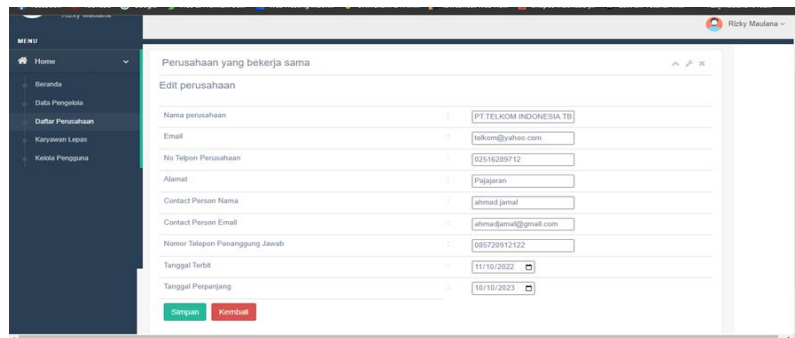 Rizky Maulana
MENU
Home
Beranda
Data Pengelola
Daftar Perusahaan
Karyawan Lepas
Kelola Pengguna
Perusahaan yang bekerja sama
Edit perusahaan
Nama perusahaan : PT.TELKOM INDONESIA.TB
Email : telkom@yahoo.com
No Telpon Perusahaan : 02516289712
Alamat : Pajajaran
Contact Person Nama : ahmad jamal
Contact Person Email : ahmadjamal@gmail.com
Nomor Telepon Penanggung Jawab : 085720912122
Tanggal Terbit : 11/10/2022
Tanggal Perpanjang : 10/10/2023
Simpan Kembali